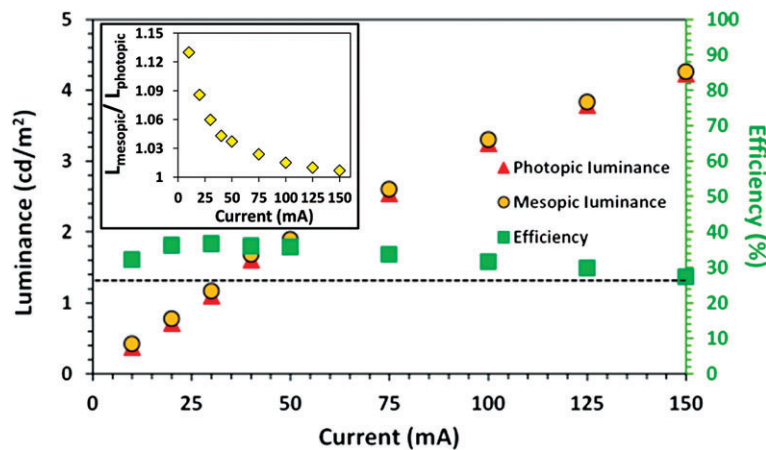 5
4
3
2
1
0
Luminance (cd/m²)
1.15
1.12
1.09
1.06
1.03
1
L_mesopic / L_photopic
0 25 50 75 100 125 150
Current (mA)
Photopic luminance
Mesopic luminance
Efficiency
100
90
80
70
60
50
40
30
20
10
0
Efficiency (%)
0 25 50 75 100 125 150
Current (mA)